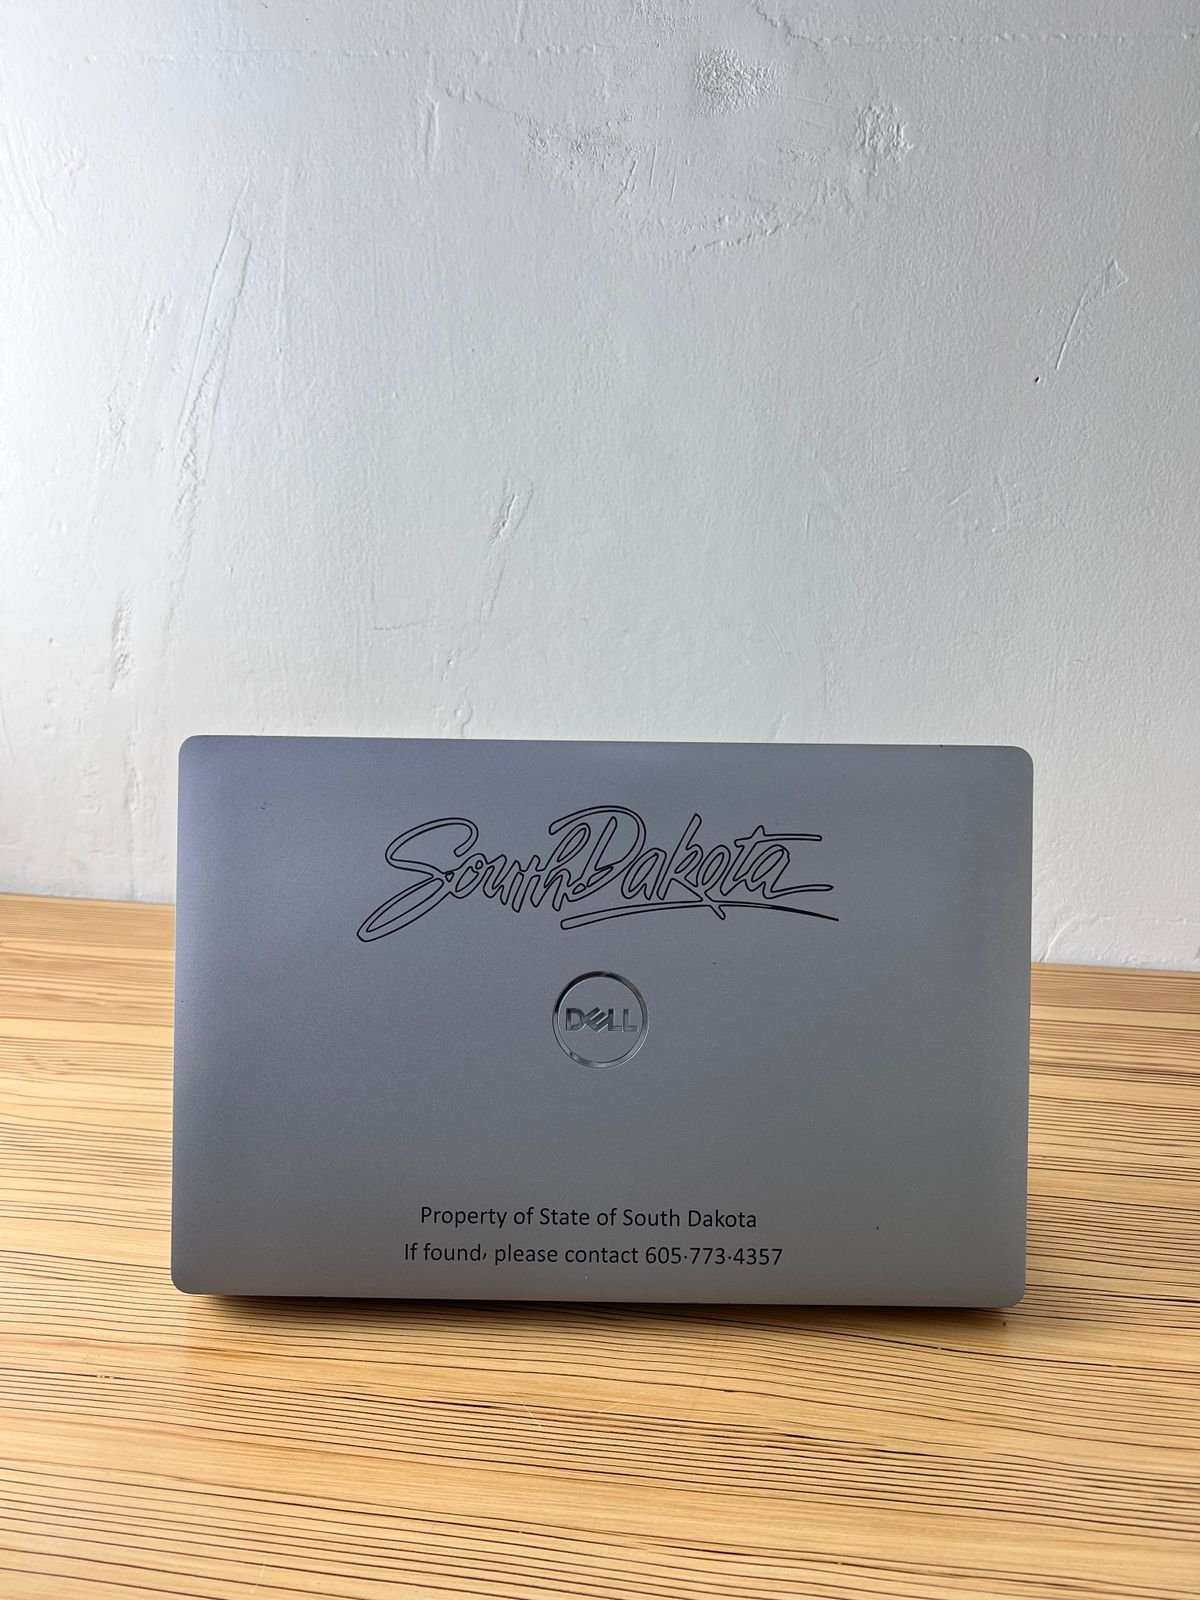 South Dakota
DELL
Property of State of South Dakota
If found, please contact 605·773·4357